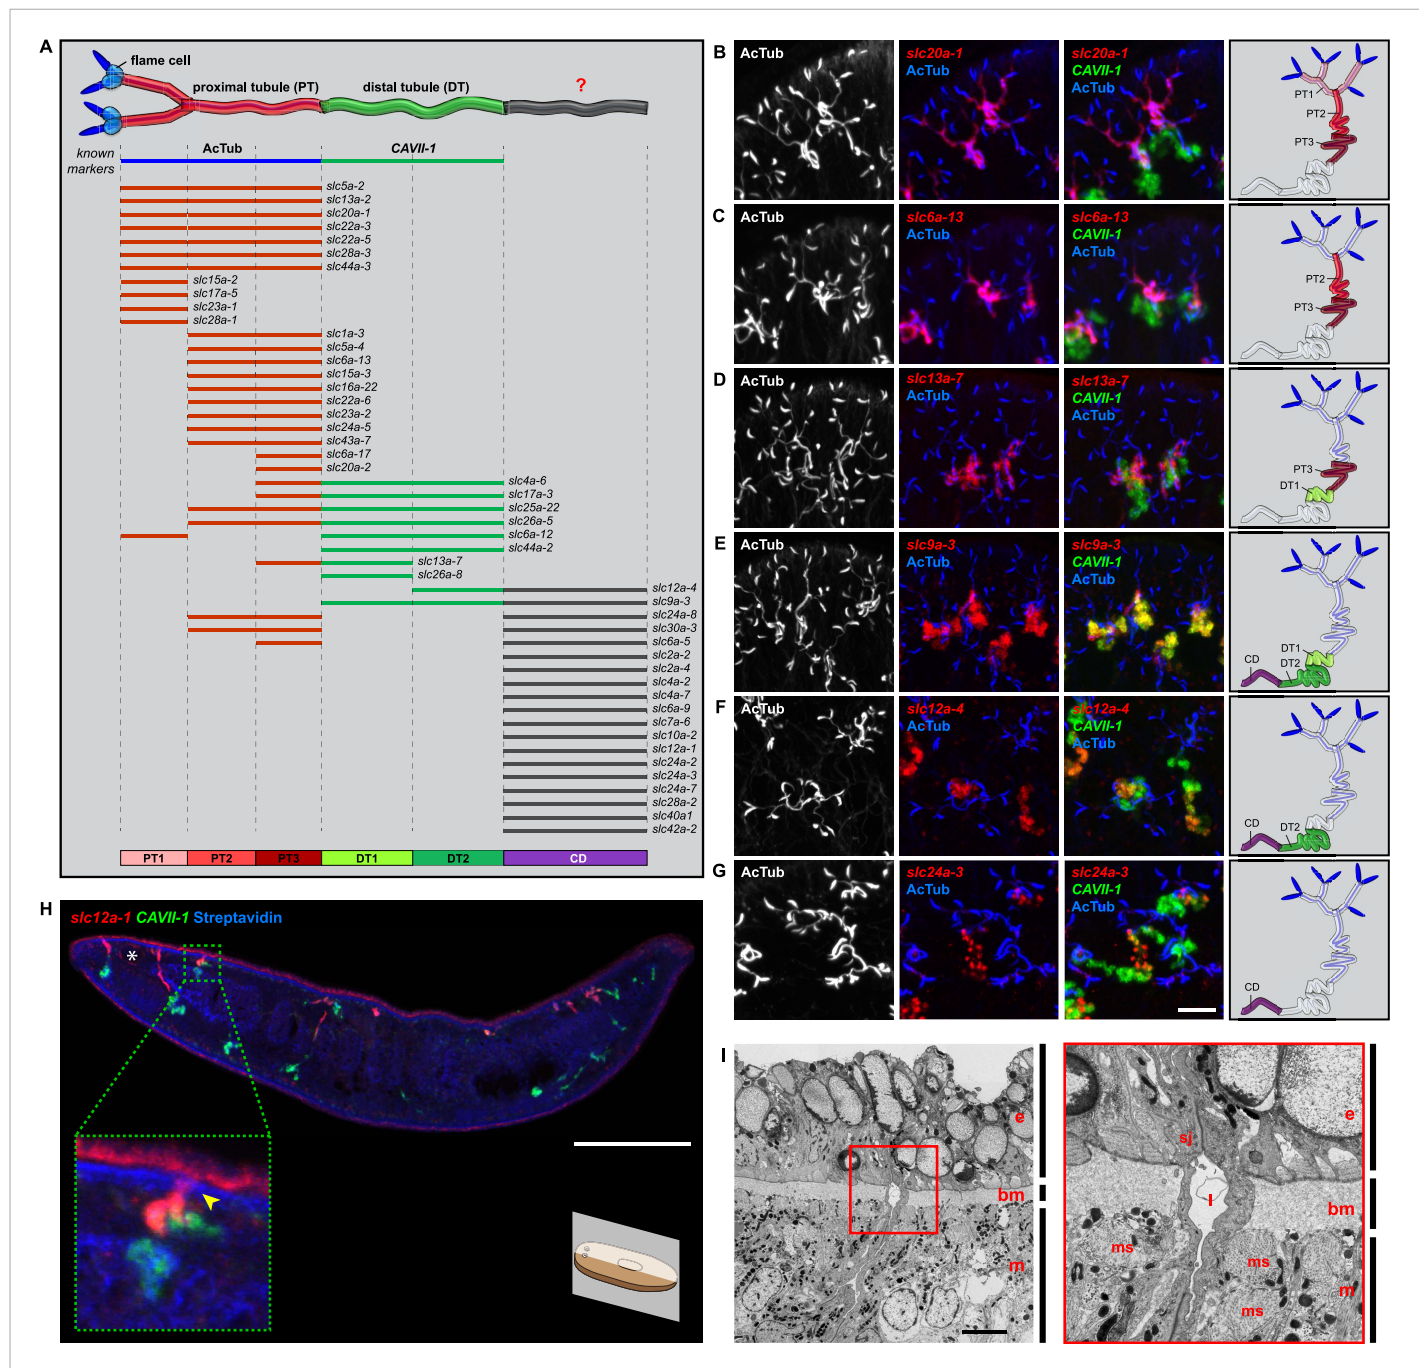 A
flame cell
proximal tubule (PT)
distal tubule (DT)
?
known
markers
AcTub
CAVII-1
slc5a-2
slc13a-2
slc20a-1
slc22a-3
slc22a-5
slc28a-3
slc44a-3
slc15a-2
slc17a-5
slc23a-1
slc28a-1
slc1a-3
slc5a-4
slc6a-13
slc15a-3
slc16a-22
slc22a-6
slc23a-2
slc24a-5
slc43a-7
slc6a-17
slc20a-2
slc4a-6
slc17a-3
slc25a-22
slc26a-5
slc6a-12
slc44a-2
slc13a-7
slc26a-8
slc12a-4
slc9a-3
slc24a-8
slc30a-3
slc6a-5
slc2a-2
slc2a-4
slc4a-2
slc4a-7
slc6a-9
slc7a-6
slc10a-2
slc12a-1
slc24a-2
slc24a-3
slc24a-7
slc28a-2
slc40a1
slc42a-2
PT1 PT2 PT3 DT1 DT2 CD
B
AcTub
slc20a-1
AcTub
slc20a-1
CAVII-1
AcTub
PT1
PT2
PT3
C
AcTub
slc6a-13
AcTub
slc6a-13
CAVII-1
AcTub
PT2
PT3
D
AcTub
slc13a-7
AcTub
slc13a-7
CAVII-1
AcTub
PT3
DT1
E
AcTub
slc9a-3
AcTub
slc9a-3
CAVII-1
AcTub
DT1
CD
DT2
F
AcTub
slc12a-4
AcTub
slc12a-4
CAVII-1
AcTub
CD
DT2
G
AcTub
slc24a-3
AcTub
slc24a-3
CAVII-1
AcTub
CD
H
slc12a-1 CAVII-1 Streptavidin
*
I
e
bm
m
e
sj
l
bm
ms
ms
m
ms